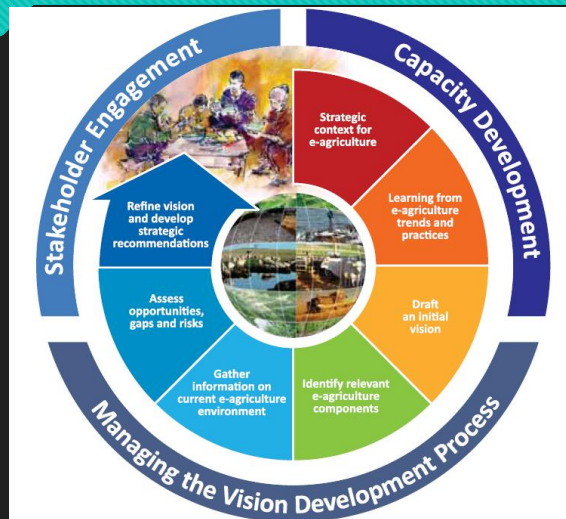 Stakeholder Engagement
Capacity Development
Strategic
context for
e-agriculture
Learning from
e-agriculture
trends and
practices
Draft
an initial
vision
Identify relevant
e-agriculture
components
Gather
information on
current e-agriculture
environment
Assess
opportunities,
gaps and risks
Refine vision
and develop
strategic
recommendations
Managing the Vision Development Process